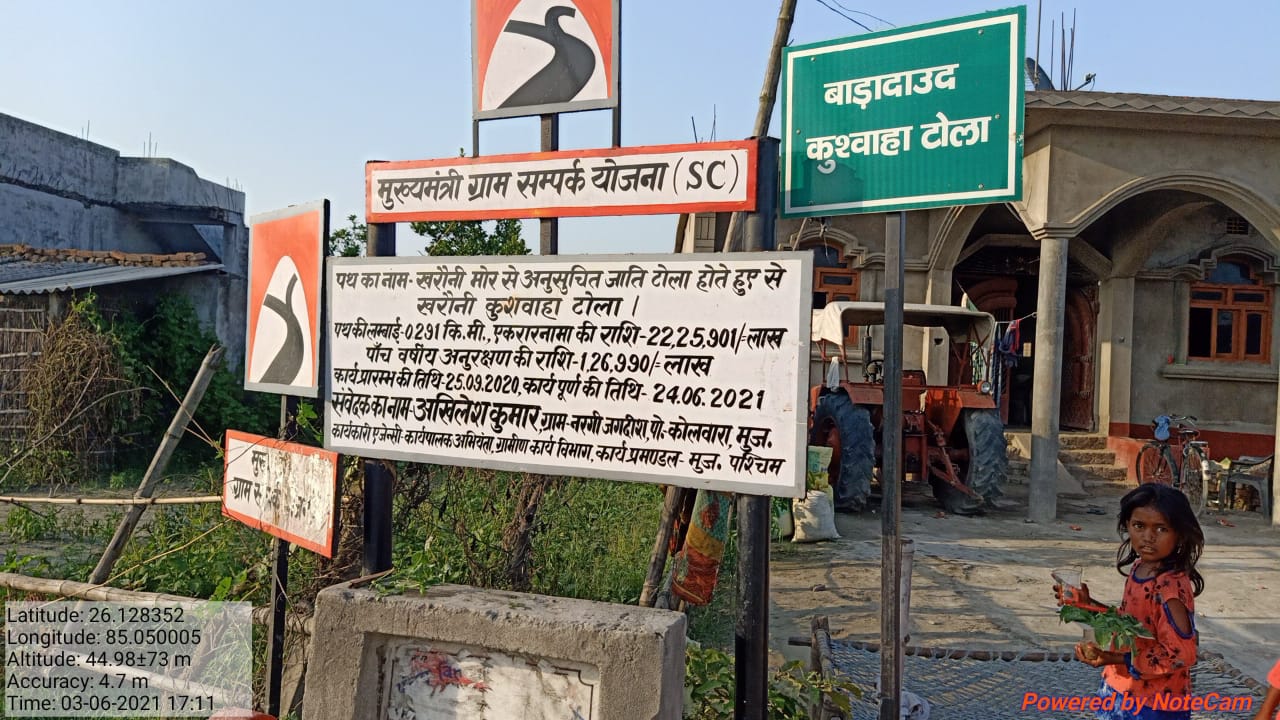 बाड़ादाउद
कुश्वाहा टोला
मुख्यमंत्री ग्राम सम्पर्क योजना (SC)
पथ का नाम- खरौनी मोर से अनुसुचित जाति टोला होते हुए से
खरौनी कुशवाहा टोला ।
पथ की लम्बाई-0.291 कि.मी., एकरारनामा की राशि-22,25,901/-लाख
पाँच वर्षीय अनुरक्षण की राशि-1,26,990/- लाख
कार्य प्रारम्भ की तिथि-25.09.2020, कार्य पूर्ण की तिथि- 24.06.2021
संवेदक का नाम-अखिलेश कुमार, ग्राम-बरगी जगदीश, पो.- कोलवारा, मुज.
कार्यकारी एजेन्सी-कार्यपालक अभियंता, ग्रामीण कार्य विभाग, कार्य प्रमण्डल- मुज. पश्चिम
ग्राम स
Latitude: 26.128352
Longitude: 85.050005
Altitude: 44.98±73 m
Accuracy: 4.7 m
Time: 03-06-2021 17:11
Powered by NoteCam